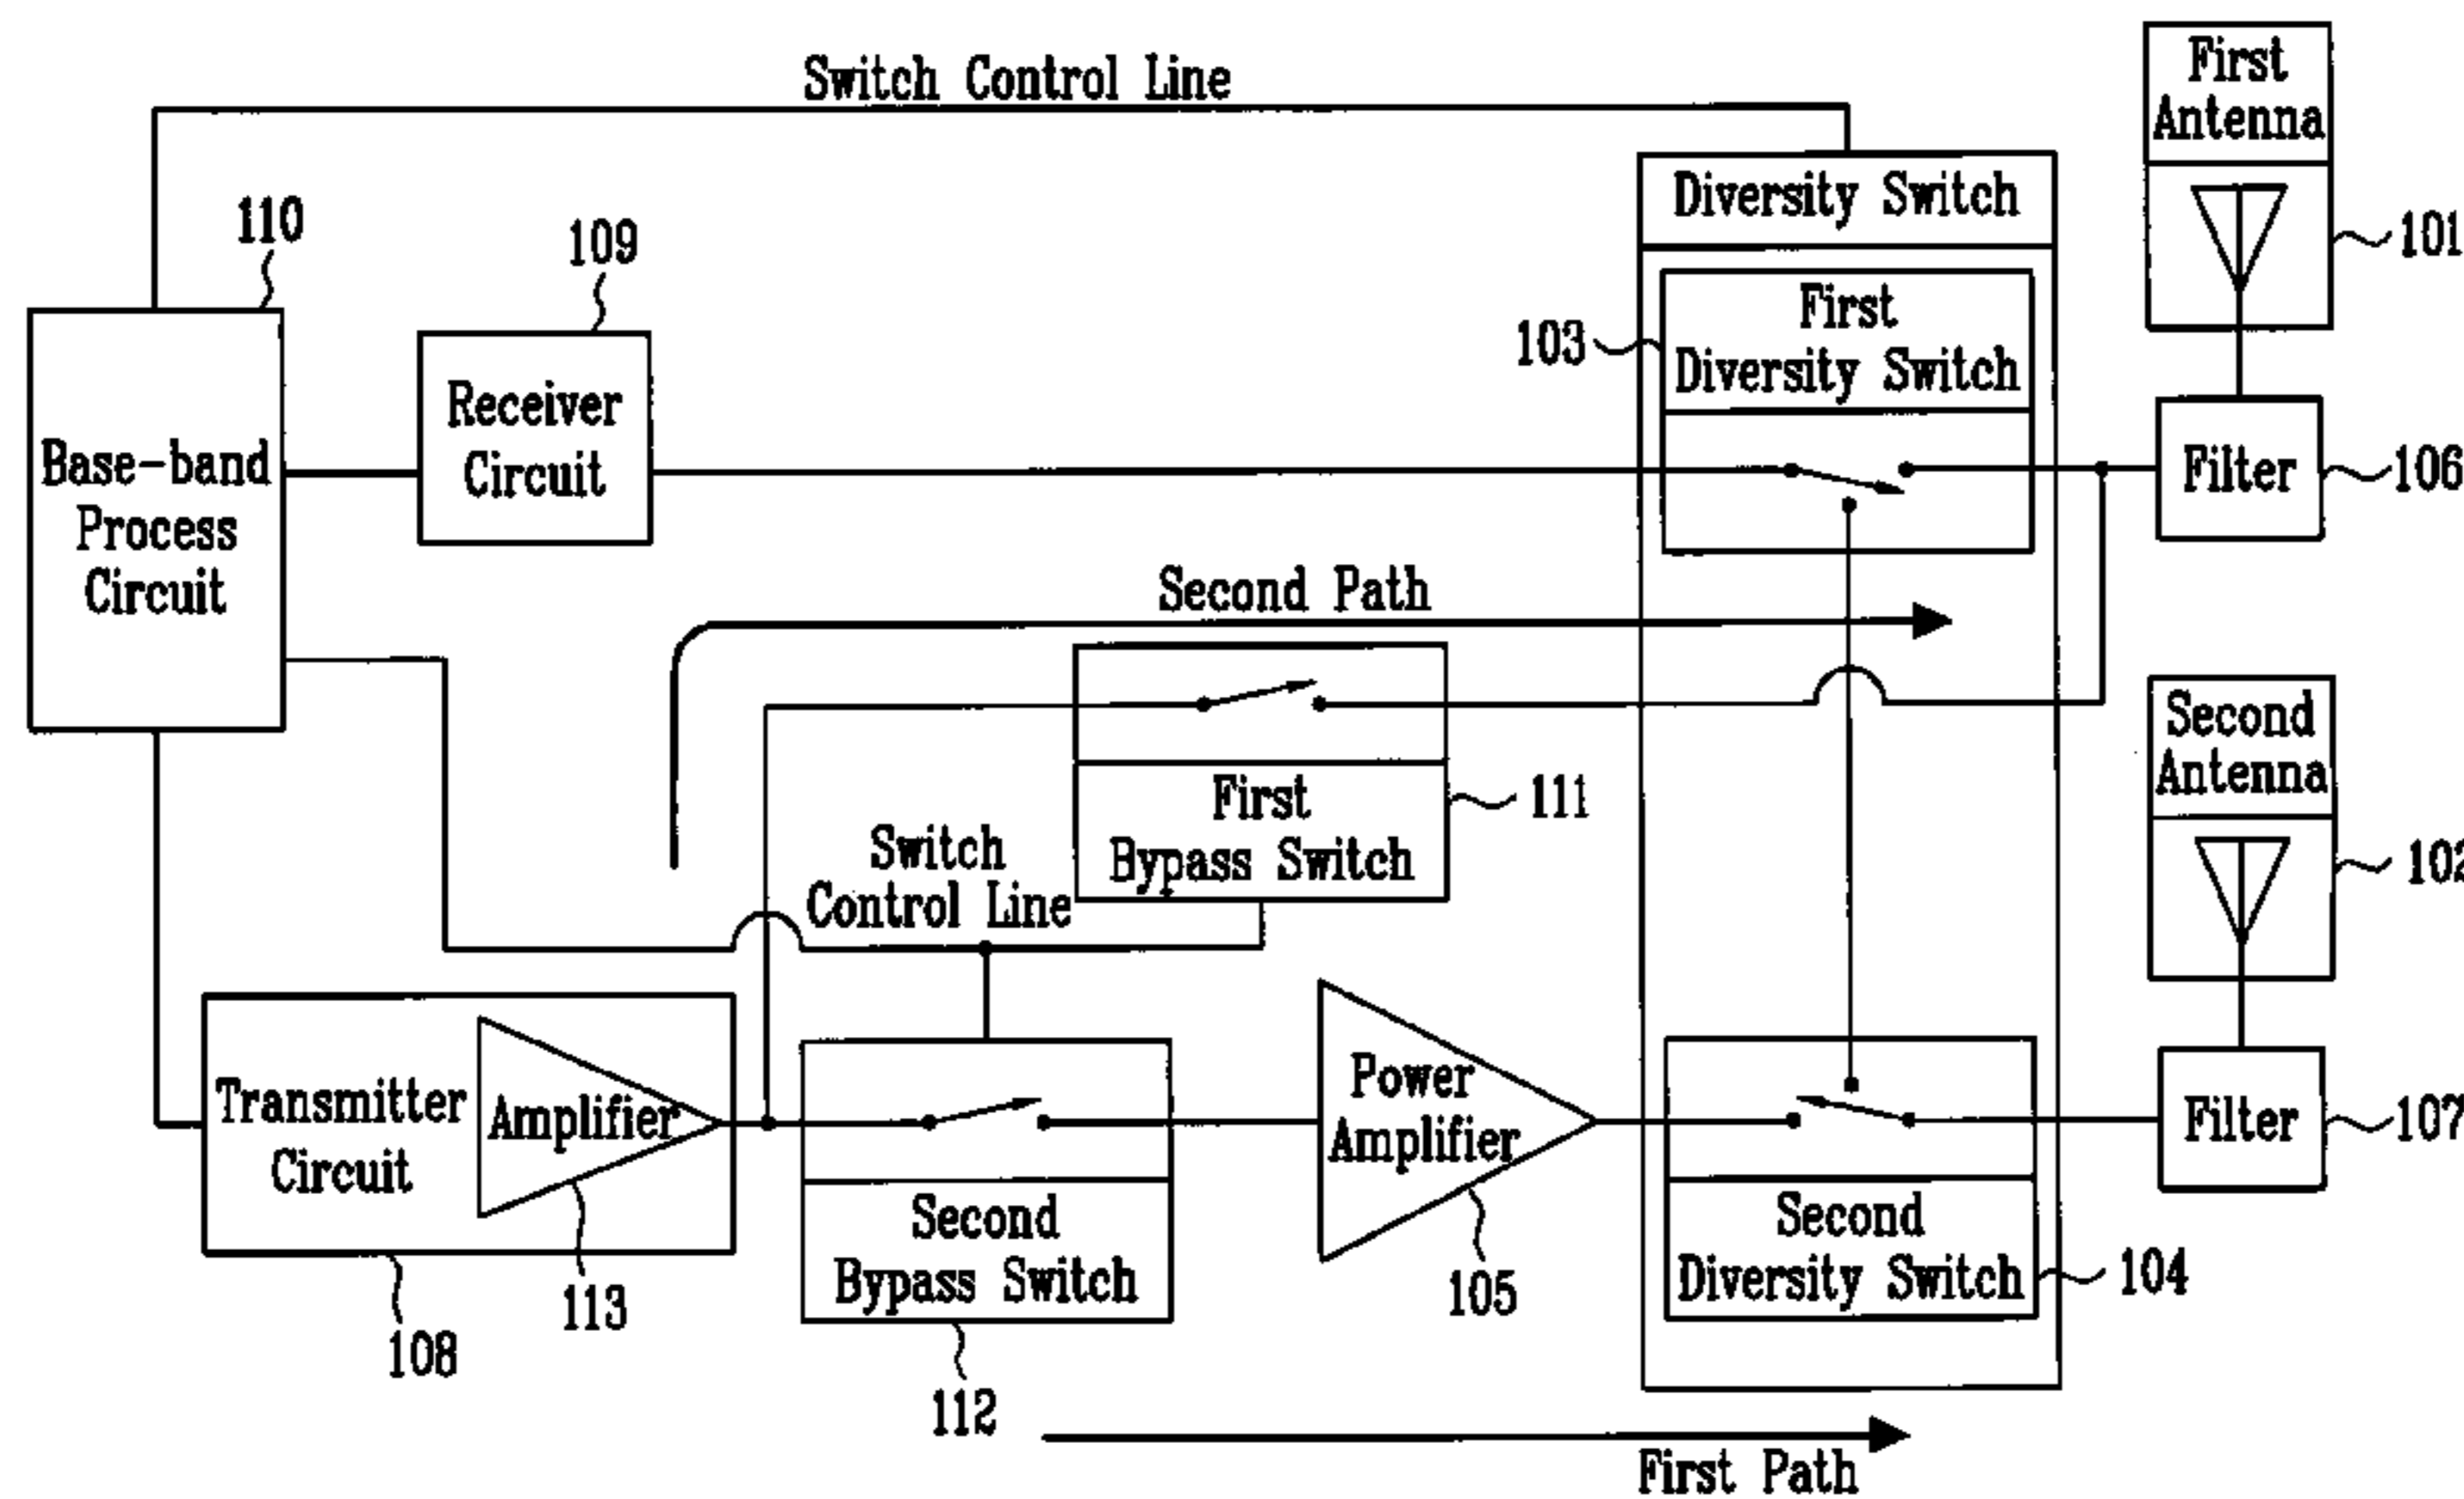 Switch Control Line
First
Antenna
101
Diversity Switch
110
109
First
Diversity Switch
103
Receiver
Circuit
Base-band
Process
Circuit
Filter
106
Second Path
First
Bypass Switch
111
Second
Antenna
102
Switch
Control Line
Transmitter
Circuit
Amplifier
113
108
Second
Bypass Switch
112
Power
Amplifier
105
Second
Diversity Switch
104
Filter
107
First Path